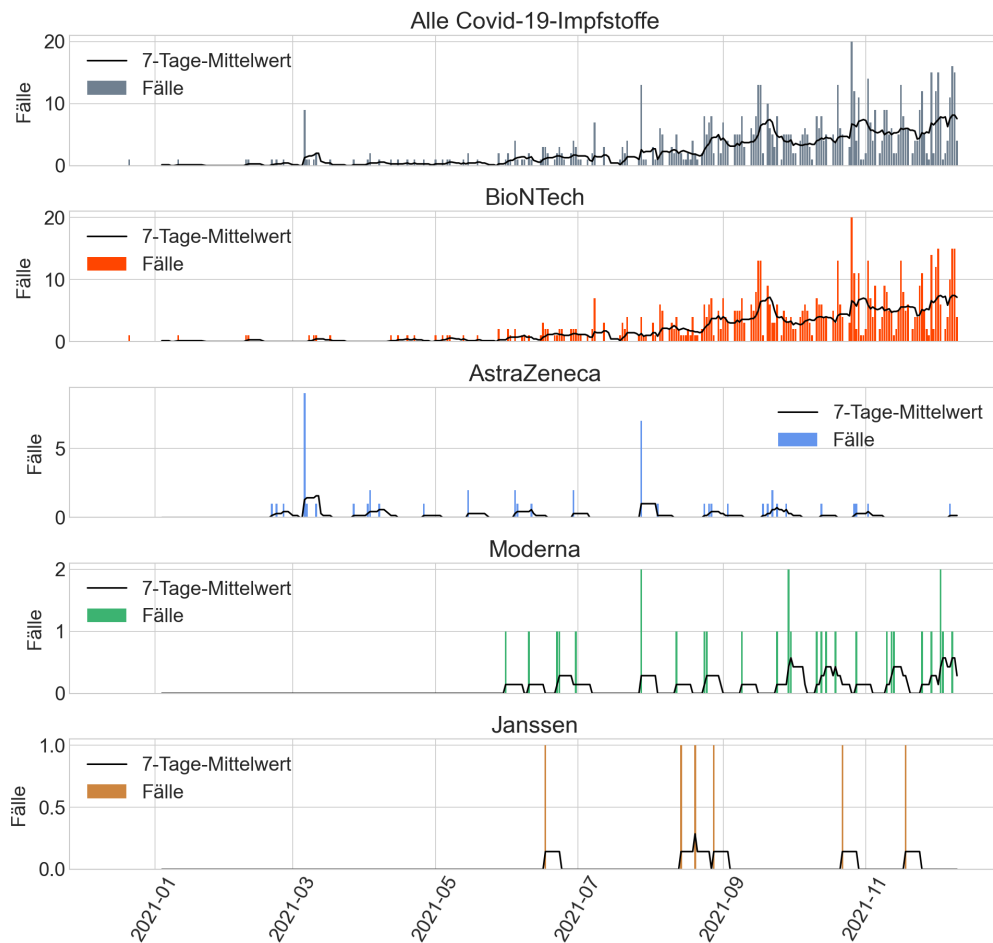 Alle Covid-19-Impfstoffe
20
10
0
Fälle
7-Tage-Mittelwert
Fälle
BioNTech
20
10
0
Fälle
7-Tage-Mittelwert
Fälle
AstraZeneca
5
0
Fälle
7-Tage-Mittelwert
Fälle
Moderna
2
1
0
Fälle
7-Tage-Mittelwert
Fälle
Janssen
1.0
0.5
0.0
Fälle
7-Tage-Mittelwert
Fälle
2021-01
2021-03
2021-05
2021-07
2021-09
2021-11